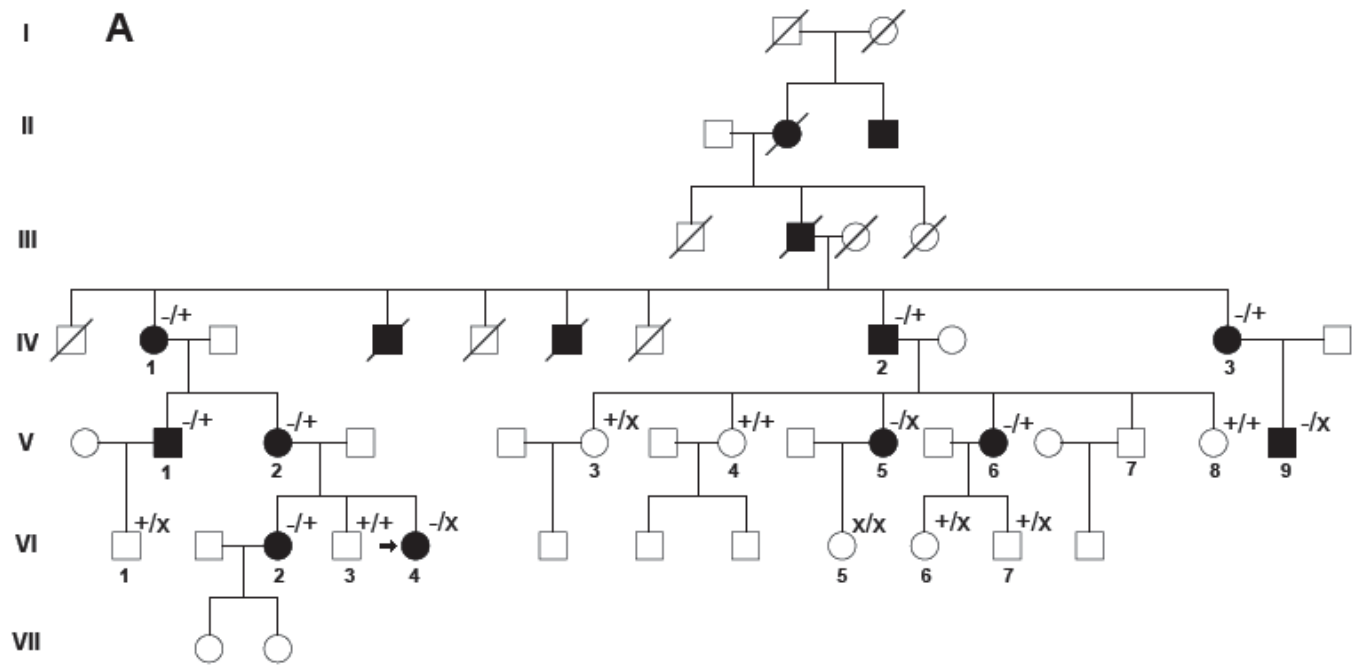 I A
II
III
IV -/+ -/+ -/+
1 2 3
V -/+ -/+ +/x +/+ -/x -/+ +/+ -/x
1 2 3 4 5 6 7 8 9
VI +/x -/+ +/+ -/x x/x +/x +/x
1 2 3 4 5 6 7
VII